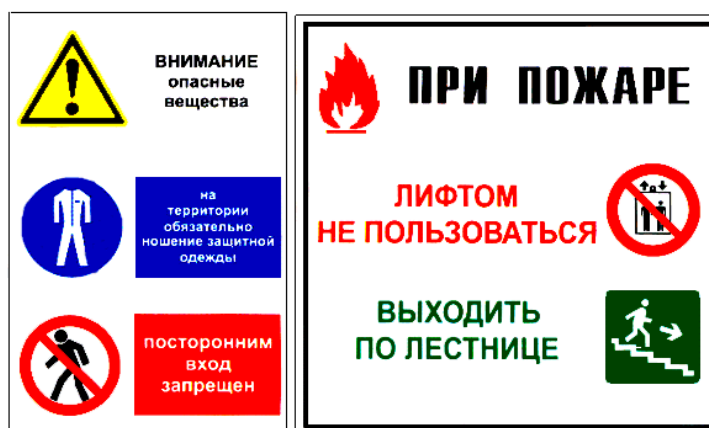 ВНИМАНИЕ
опасные
вещества
на
территории
обязательно
ношение защитной
одежды
посторонним
вход
запрещен
ПРИ ПОЖАРЕ
ЛИФТОМ
НЕ ПОЛЬЗОВАТЬСЯ
ВЫХОДИТЬ
ПО ЛЕСТНИЦЕ